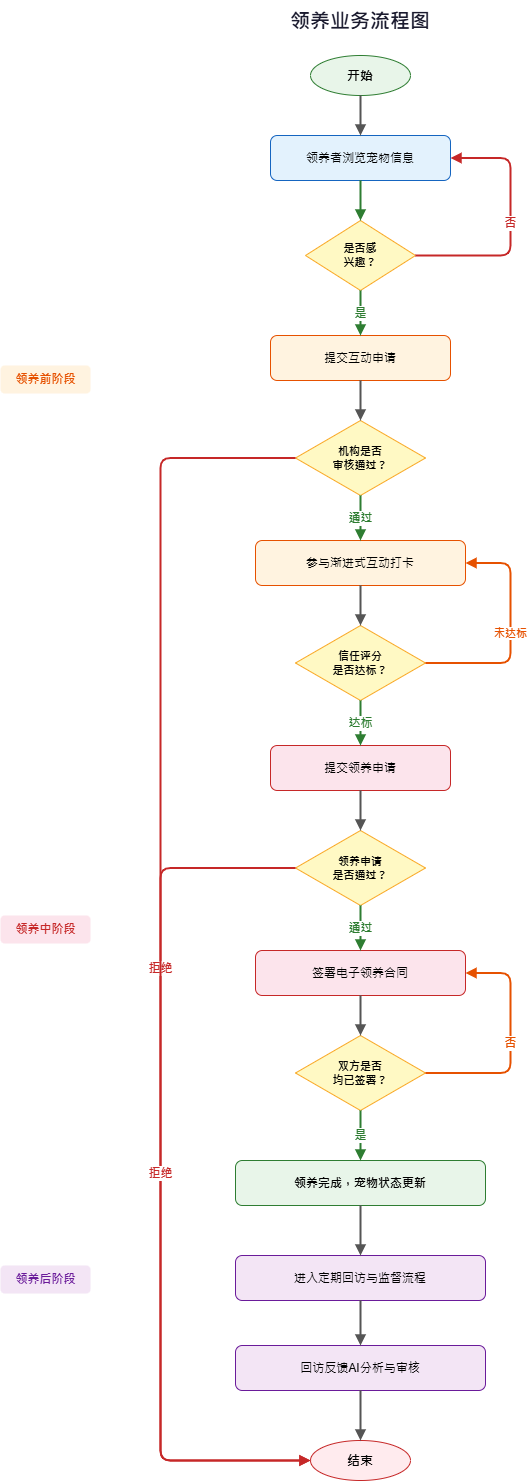 领养业务流程图
开始
领养者浏览宠物信息
否
是否感
兴趣？
是
提交互动申请
领养前阶段
机构是否
审核通过？
通过
参与渐进式互动打卡
未达标
信任评分
是否达标？
达标
提交领养申请
领养申请
是否通过？
通过
领养中阶段
拒绝
签署电子领养合同
否
双方是否
均已签署？
是
拒绝
领养完成，宠物状态更新
领养后阶段
进入定期回访与监督流程
回访反馈AI分析与审核
结束